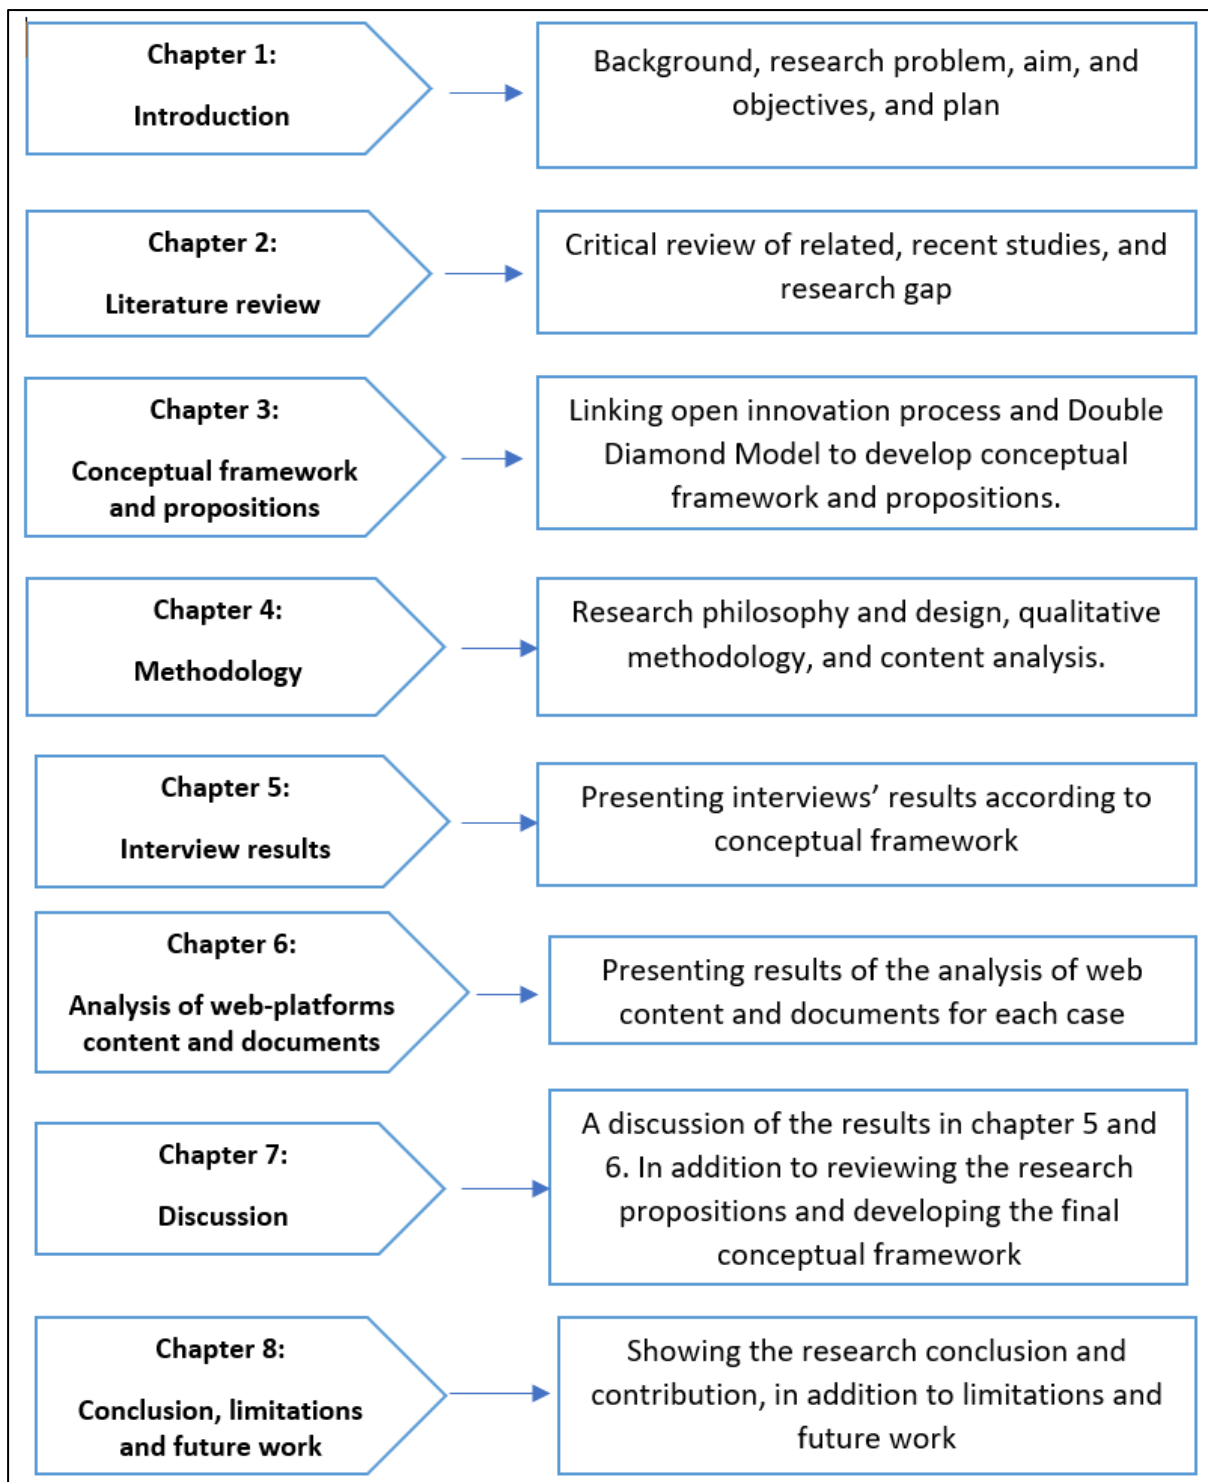 Chapter 1:
Introduction
Background, research problem, aim, and
objectives, and plan
Chapter 2:
Literature review
Critical review of related, recent studies, and
research gap
Chapter 3:
Conceptual framework
and propositions
Linking open innovation process and Double
Diamond Model to develop conceptual
framework and propositions.
Chapter 4:
Methodology
Research philosophy and design, qualitative
methodology, and content analysis.
Chapter 5:
Interview results
Presenting interviews’ results according to
conceptual framework
Chapter 6:
Analysis of web-platforms
content and documents
Presenting results of the analysis of web
content and documents for each case
Chapter 7:
Discussion
A discussion of the results in chapter 5 and
6. In addition to reviewing the research
propositions and developing the final
conceptual framework
Chapter 8:
Conclusion, limitations
and future work
Showing the research conclusion and
contribution, in addition to limitations and
future work